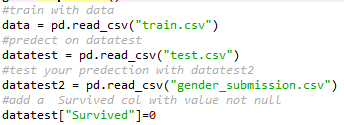 #train with data
data = pd.read_csv("train.csv")
#predect on datatest
datatest = pd.read_csv("test.csv")
#test your predection with datatest2
datatest2 = pd.read_csv("gender_submission.csv")
#add a  Survived col with value not null
datatest["Survived"]=0